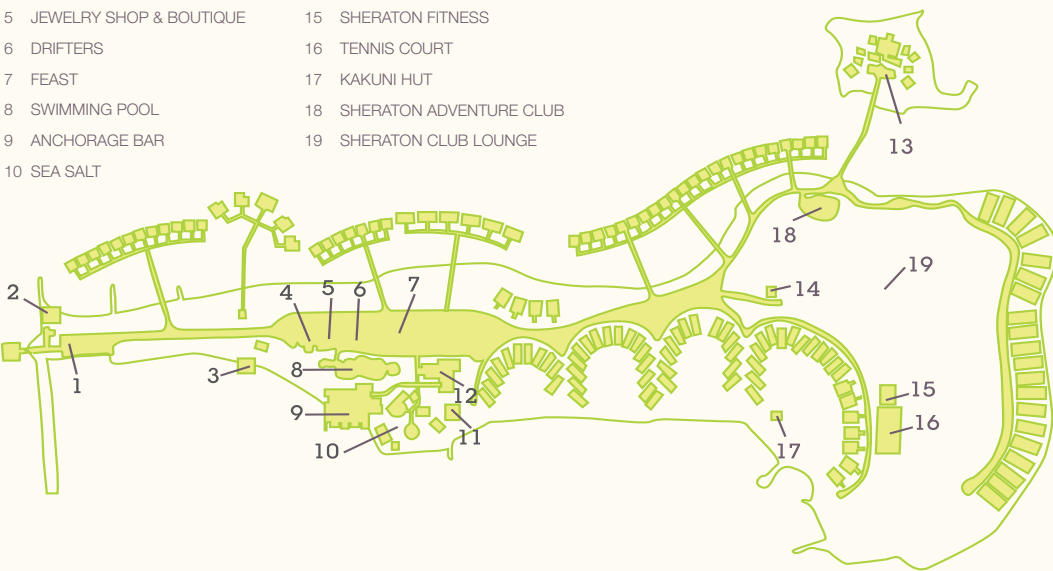 5 JEWELRY SHOP & BOUTIQUE
6 DRIFTERS
7 FEAST
8 SWIMMING POOL
9 ANCHORAGE BAR
10 SEA SALT
15 SHERATON FITNESS
16 TENNIS COURT
17 KAKUNI HUT
18 SHERATON ADVENTURE CLUB
19 SHERATON CLUB LOUNGE
13
18
19
2
4
5
6
7
14
1
3
8
9
10
12
11
15
16
17